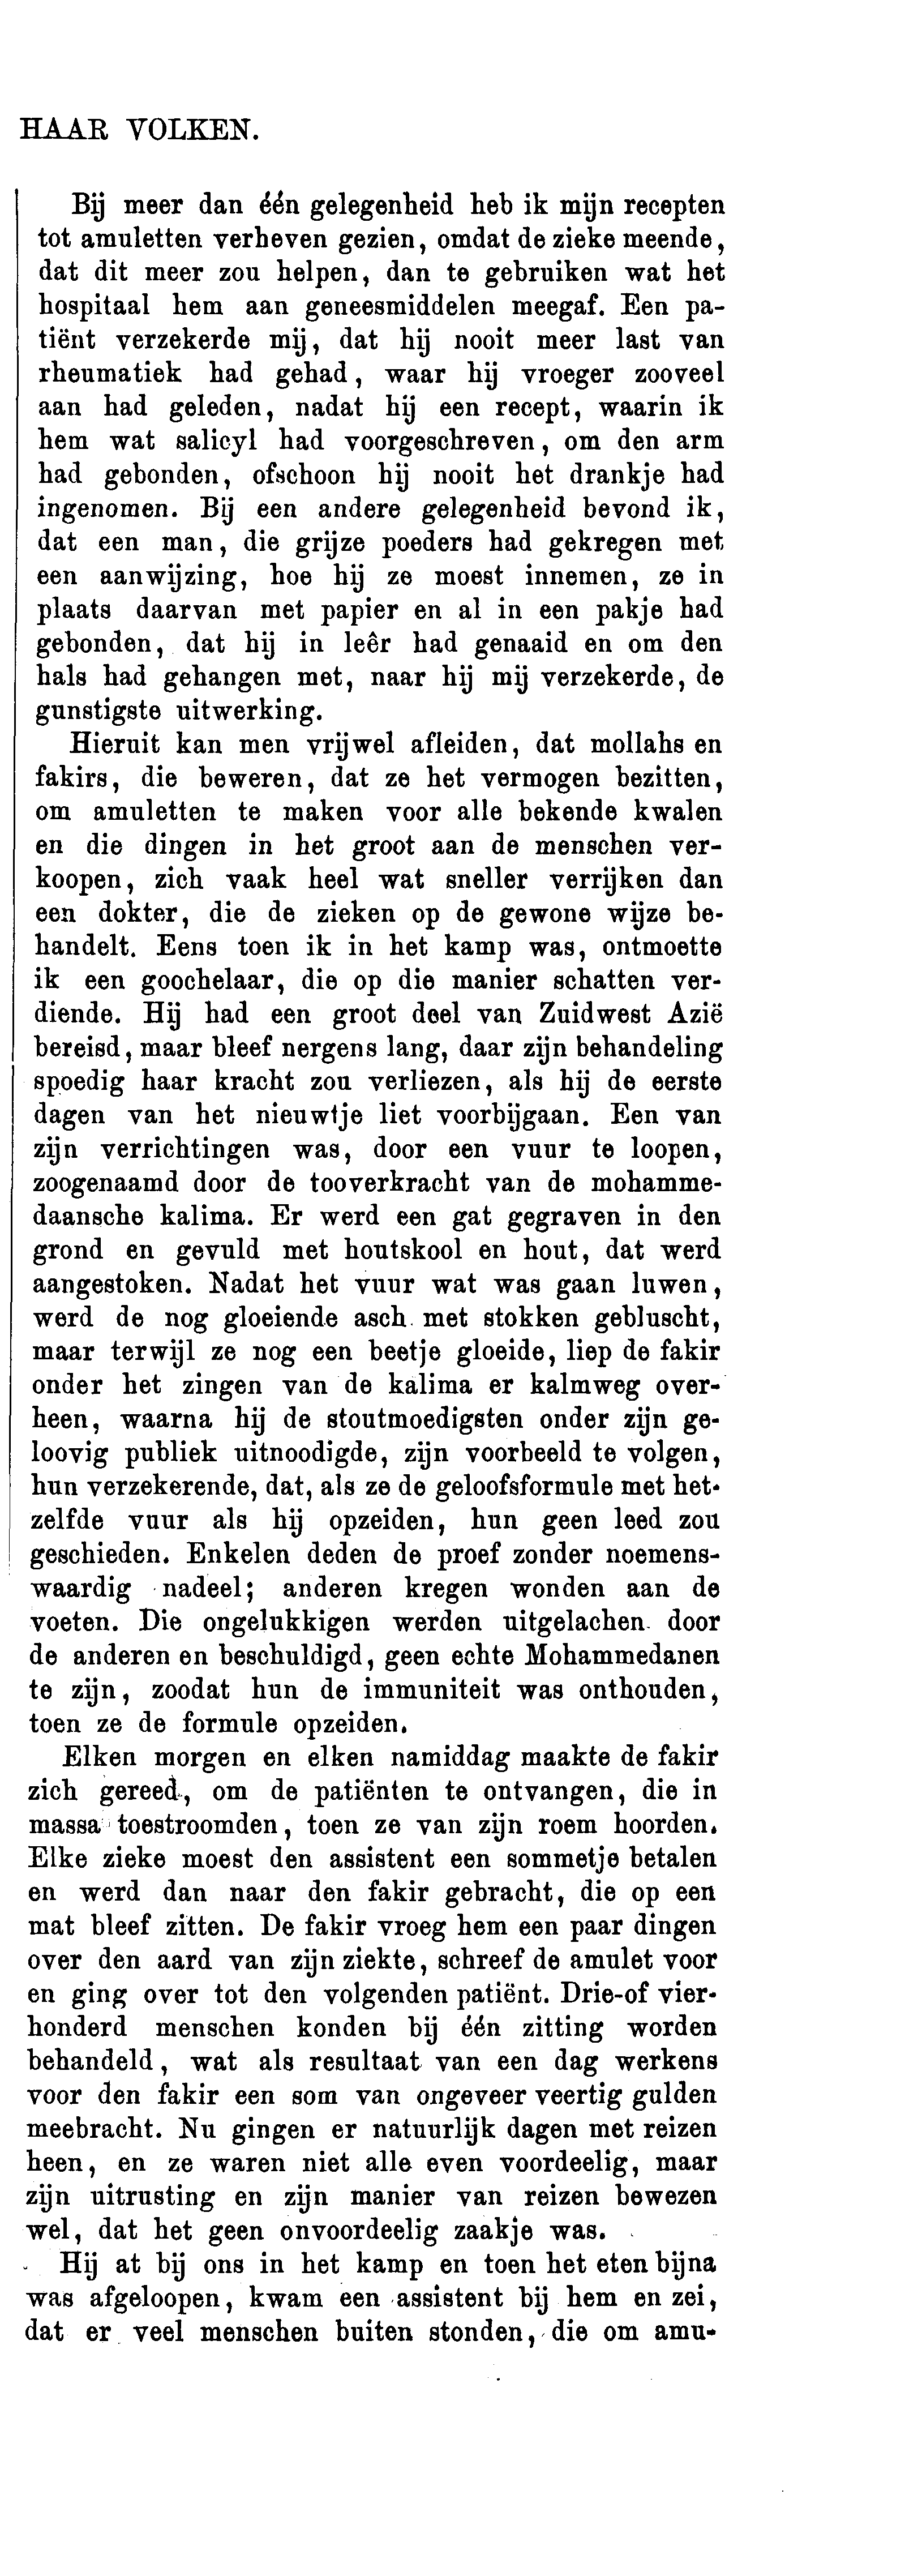 HAAR VOLKEN.
Bij meer dan één gelegenheid heb ik mijn recepten
tot amuletten verheven gezien, omdat de zieke meende,
dat dit meer zou helpen, dan te gebruiken wat het
hospitaal hem aan geneesmiddelen meegaf. Een pa-
tiënt verzekerde mij, dat hij nooit meer last van
rheumatiek had gehad, waar hij vroeger zooveel
aan had geleden, nadat hij een recept, waarin ik
hem wat salicyl had voorgeschreven, om den arm
had gebonden, ofschoon hij nooit het drankje had
ingenomen. Bij een andere gelegenheid bevond ik,
dat een man, die grijze poeders had gekregen met
een aanwijzing, hoe hij ze moest innemen, ze in
plaats daarvan met papier en al in een pakje had
gebonden, dat hij in leêr had genaaid en om den
hals had gehangen met, naar hij mij verzekerde, de
gunstigste uitwerking.
Hieruit kan men vrijwel afleiden, dat mollahs en
fakirs, die beweren, dat ze het vermogen bezitten,
om amuletten te maken voor alle bekende kwalen
en die dingen in het groot aan de menschen ver-
koopen, zich vaak heel wat sneller verrijken dan
een dokter, die de zieken op de gewone wijze be-
handelt. Eens toen ik in het kamp was, ontmoette
ik een goochelaar, die op die manier schatten ver-
diende. Hij had een groot deel van Zuidwest Azië
bereisd, maar bleef nergens lang, daar zijn behandeling
spoedig haar kracht zou verliezen, als hij de eerste
dagen van het nieuwtje liet voorbijgaan. Een van
zijn verrichtingen was, door een vuur te loopen,
zoogenaamd door de tooverkracht van de mohamme-
daansche kalima. Er werd een gat gegraven in den
grond en gevuld met houtskool en hout, dat werd
aangestoken. Nadat het vuur wat was gaan luwen,
werd de nog gloeiende asch met stokken gebluscht,
maar terwijl ze nog een beetje gloeide, liep de fakir
onder het zingen van de kalima er kalmweg over-
heen, waarna hij de stoutmoedigsten onder zijn ge-
loovig publiek uitnoodigde, zijn voorbeeld te volgen,
hun verzekerende, dat, als ze de geloofsformule met het-
zelfde vuur als hij opzeiden, hun geen leed zou
geschieden. Enkelen deden de proef zonder noemens-
waardig nadeel; anderen kregen wonden aan de
voeten. Die ongelukkigen werden uitgelachen door
de anderen en beschuldigd, geen echte Mohammedanen
te zijn, zoodat hun de immuniteit was onthouden,
toen ze de formule opzeiden.
Elken morgen en elken namiddag maakte de fakir
zich gereed, om de patiënten te ontvangen, die in
massa toestroomden, toen ze van zijn roem hoorden.
Elke zieke moest den assistent een sommetje betalen
en werd dan naar den fakir gebracht, die op een
mat bleef zitten. De fakir vroeg hem een paar dingen
over den aard van zijn ziekte, schreef de amulet voor
en ging over tot den volgenden patiënt. Drie-of vier-
honderd menschen konden bij één zitting worden
behandeld, wat als resultaat van een dag werkens
voor den fakir een som van ongeveer veertig gulden
meebracht. Nu gingen er natuurlijk dagen met reizen
heen, en ze waren niet alle even voordeelig, maar
zijn uitrusting en zijn manier van reizen bewezen
wel, dat het geen onvoordeelig zaakje was.
Hij at bij ons in het kamp en toen het eten bijna
was afgeloopen, kwam een assistent bij hem en zei,
dat er veel menschen buiten stonden, die om amu-